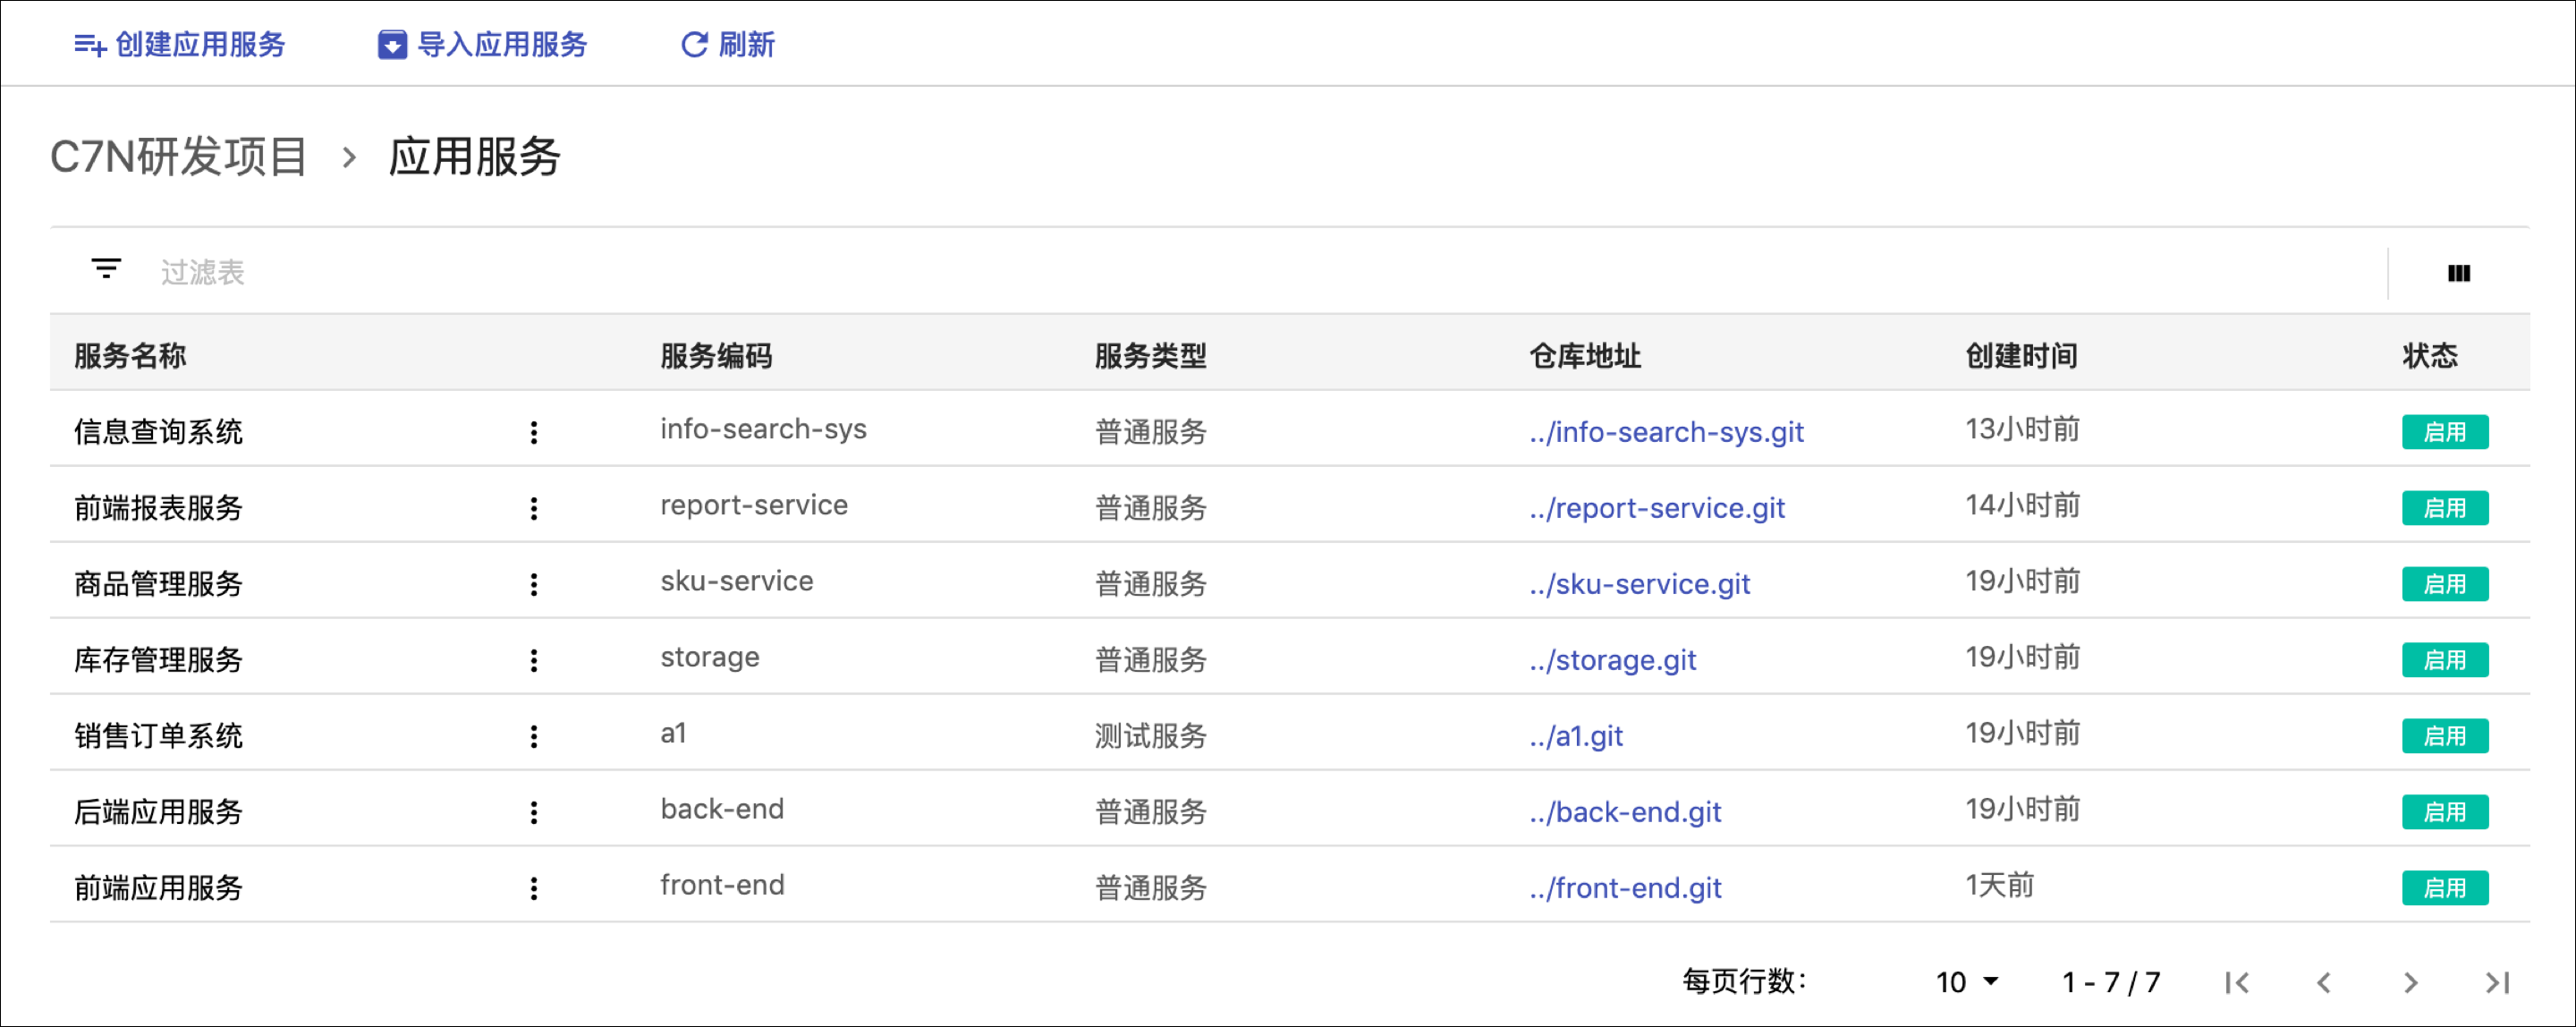 创建应用服务 导入应用服务 刷新
C7N研发项目 › 应用服务
过滤表
服务名称 服务编码 服务类型 仓库地址 创建时间 状态
信息查询系统 info-search-sys 普通服务 ../info-search-sys.git 13小时前 启用
前端报表服务 report-service 普通服务 ../report-service.git 14小时前 启用
商品管理服务 sku-service 普通服务 ../sku-service.git 19小时前 启用
库存管理服务 storage 普通服务 ../storage.git 19小时前 启用
销售订单系统 a1 测试服务 ../a1.git 19小时前 启用
后端应用服务 back-end 普通服务 ../back-end.git 19小时前 启用
前端应用服务 front-end 普通服务 ../front-end.git 1天前 启用
每页行数： 10 1 - 7 / 7